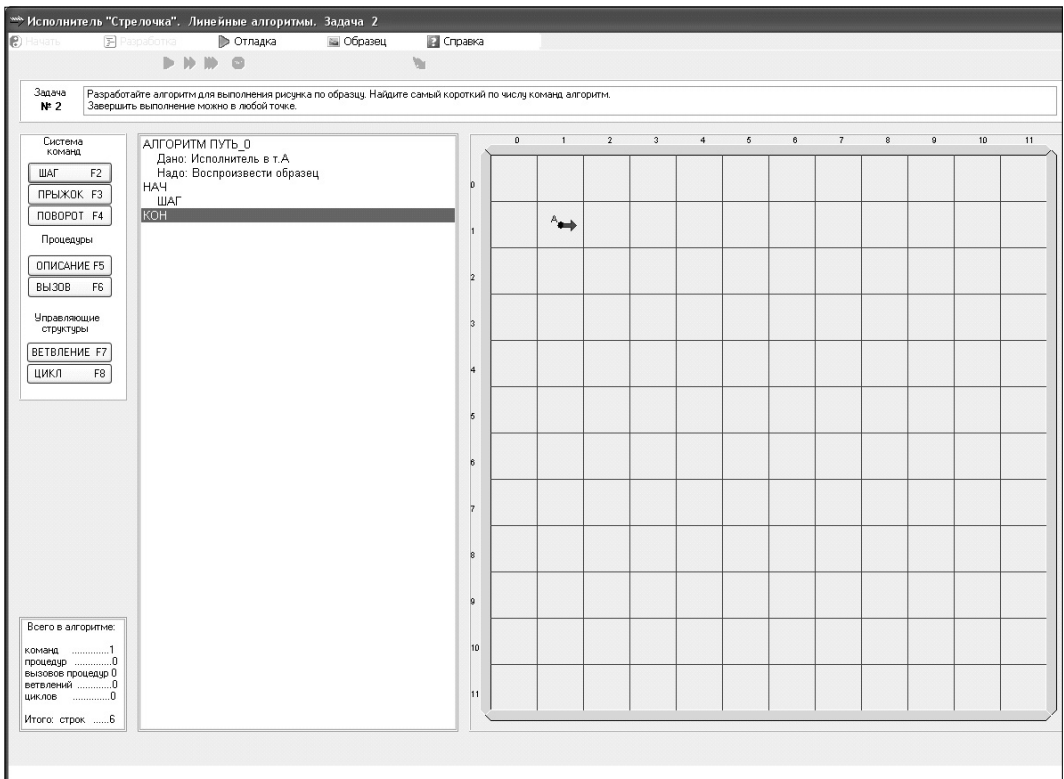 Исполнитель "Стрелочка". Линейные алгоритмы. Задача 2
Начать Разработка Отладка Образец Справка
Задача
№ 2
Разработайте алгоритм для выполнения рисунка по образцу. Найдите самый короткий по числу команд алгоритм.
Завершить выполнение можно в любой точке.
Система
команд
ШАГ F2
ПРЫЖОК F3
ПОВОРОТ F4
Процедуры
ОПИСАНИЕ F5
ВЫЗОВ F6
Управляющие
структуры
ВЕТВЛЕНИЕ F7
ЦИКЛ F8
АЛГОРИТМ ПУТЬ_0
Дано: Исполнитель в т.А
Надо: Воспроизвести образец
НАЧ
ШАГ
КОН
0 1 2 3 4 5 6 7 8 9 10 11
0
А
1
2
3
4
5
6
7
8
9
10
11
Всего в алгоритме:
команд .............1
процедур .............0
вызовов процедур 0
ветвлений .............0
циклов .............0
Итого: строк ......6